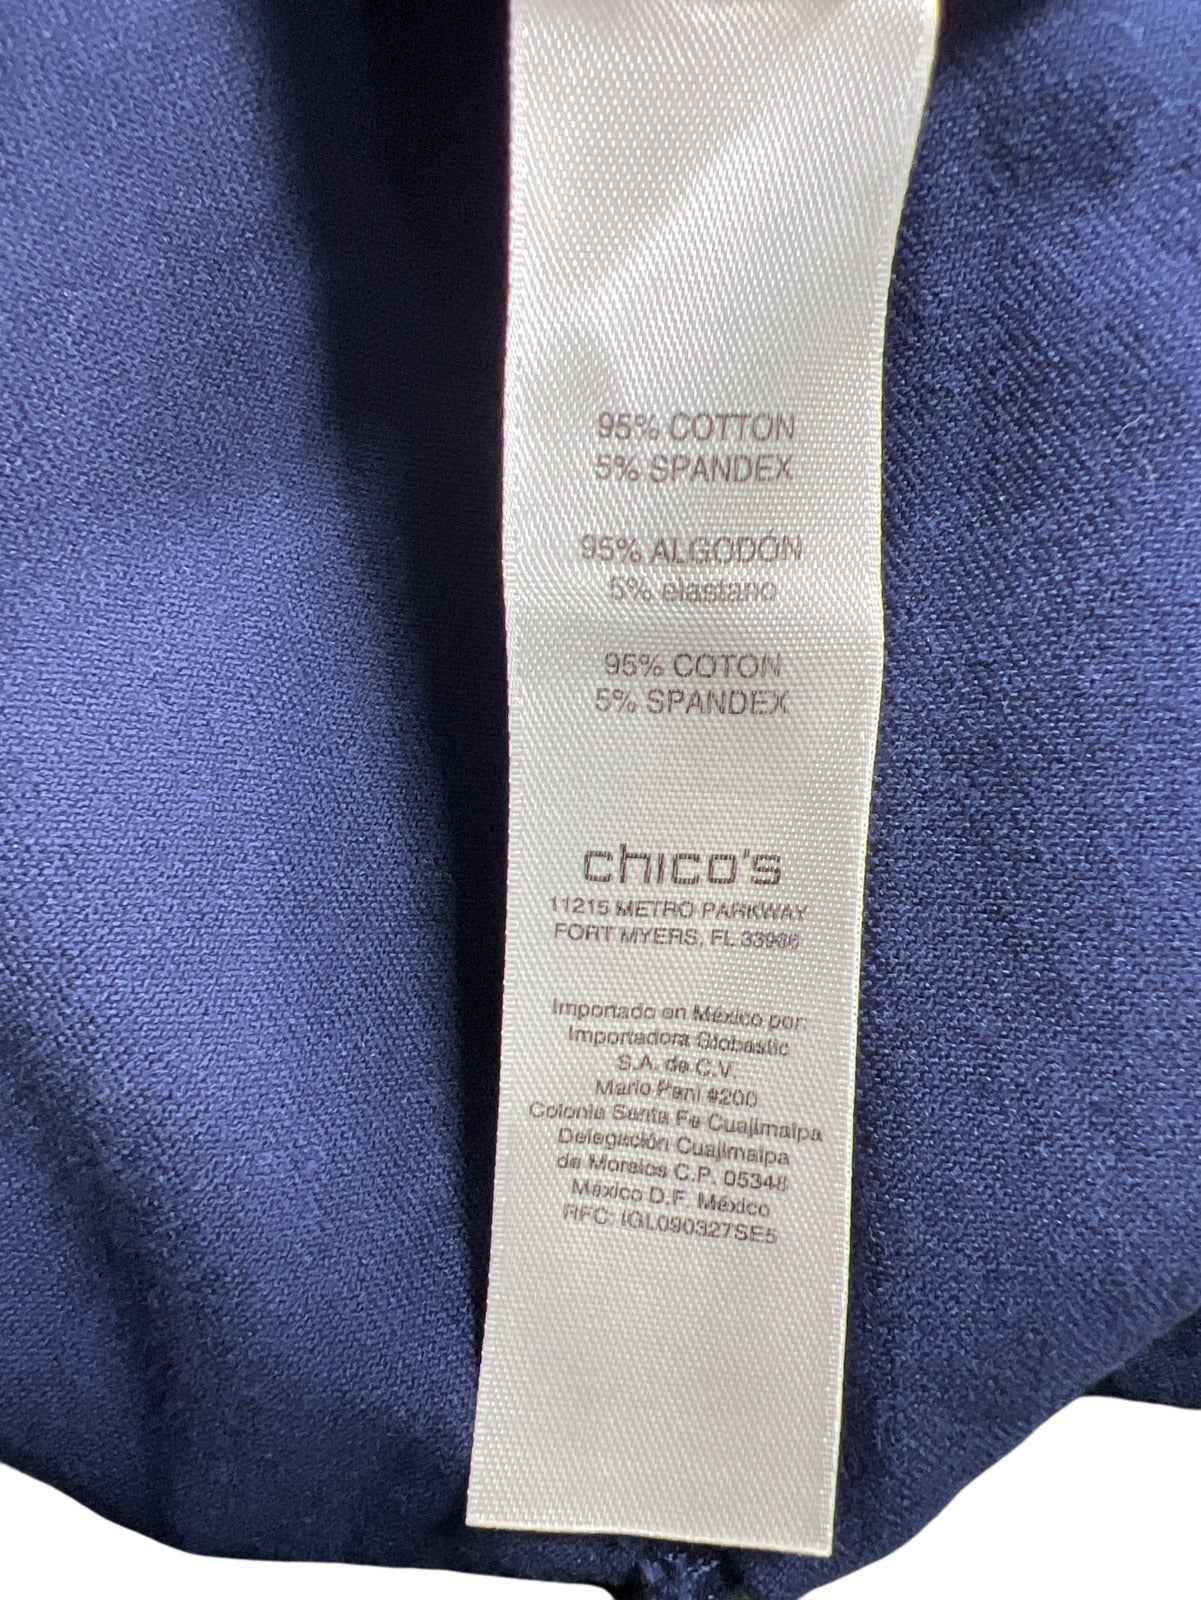 95% COTTON
5% SPANDEX
95% ALGODÓN
5% elastano
95% COTON
5% SPANDEX
chico's
11215 METRO PARKWAY
FORT MYERS, FL 33966
Importado en México por:
Importadora Globastic
S.A. de C.V.
Mario Pani #200
Colonia Santa Fe Cuajimalpa
Delegación Cuajimalpa
de Morelos C.P. 05348
México D.F. México
RFC: IGL090327SE5